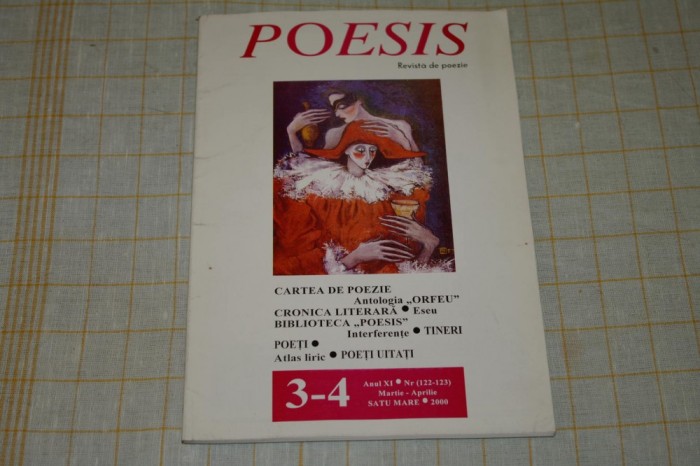 POESIS
Revistă de poezie
CARTEA DE POEZIE
Antologia „ORFEU”
CRONICA LITERARĂ ● Eseu
BIBLIOTECA „POESIS”
Interferențe ● TINERI
POEȚI ●
Atlas liric ● POEȚI UITAȚI
3-4
Anul XI ● Nr (122-123)
Martie - Aprilie
SATU MARE ● 2000